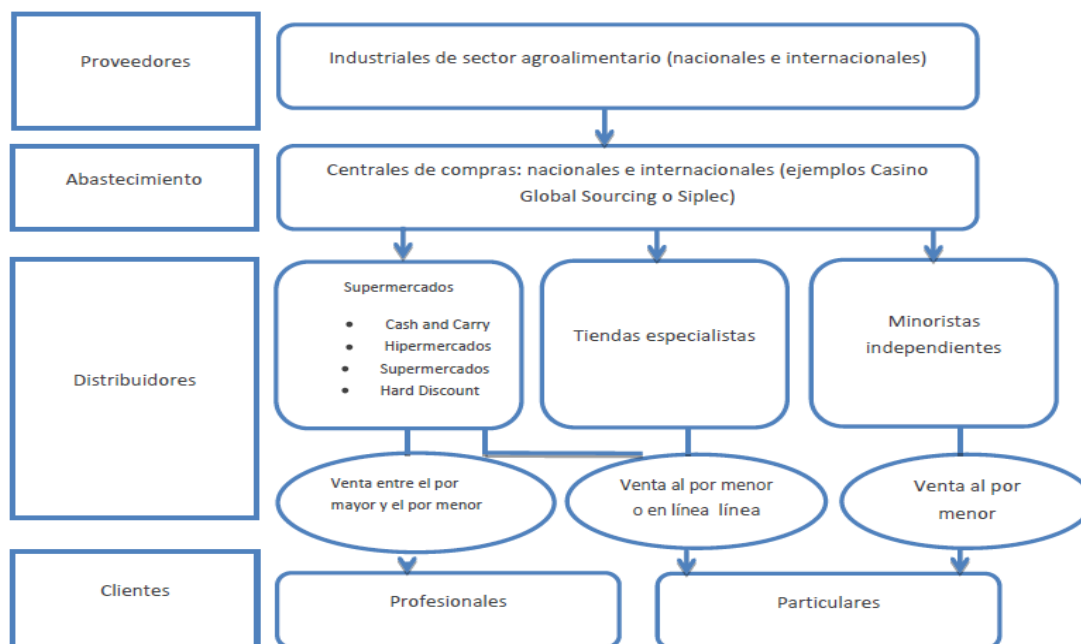 Proveedores
Industriales de sector agroalimentario (nacionales e internacionales)
Abastecimiento
Centrales de compras: nacionales e internacionales (ejemplos Casino
Global Sourcing o Siplec)
Distribuidores
Supermercados
• Cash and Carry
• Hipermercados
• Supermercados
• Hard Discount
Tiendas especialistas
Minoristas
independientes
Venta entre el por
mayor y el por menor
Venta al por menor
o en línea línea
Venta al por
menor
Clientes
Profesionales
Particulares